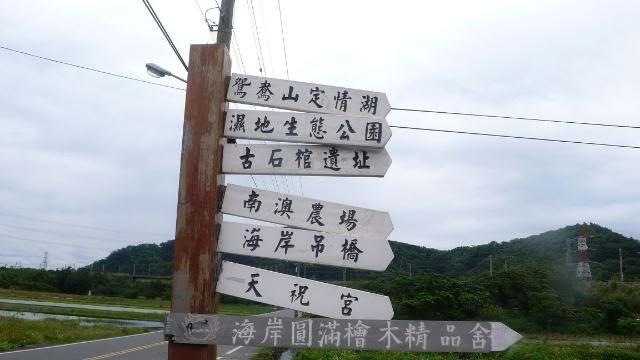 鴛鴦山定情湖
濕地生態公園
古石棺遺址
南澳農場
海岸吊橋
天祝宮
海岸圓滿檜木精品舍